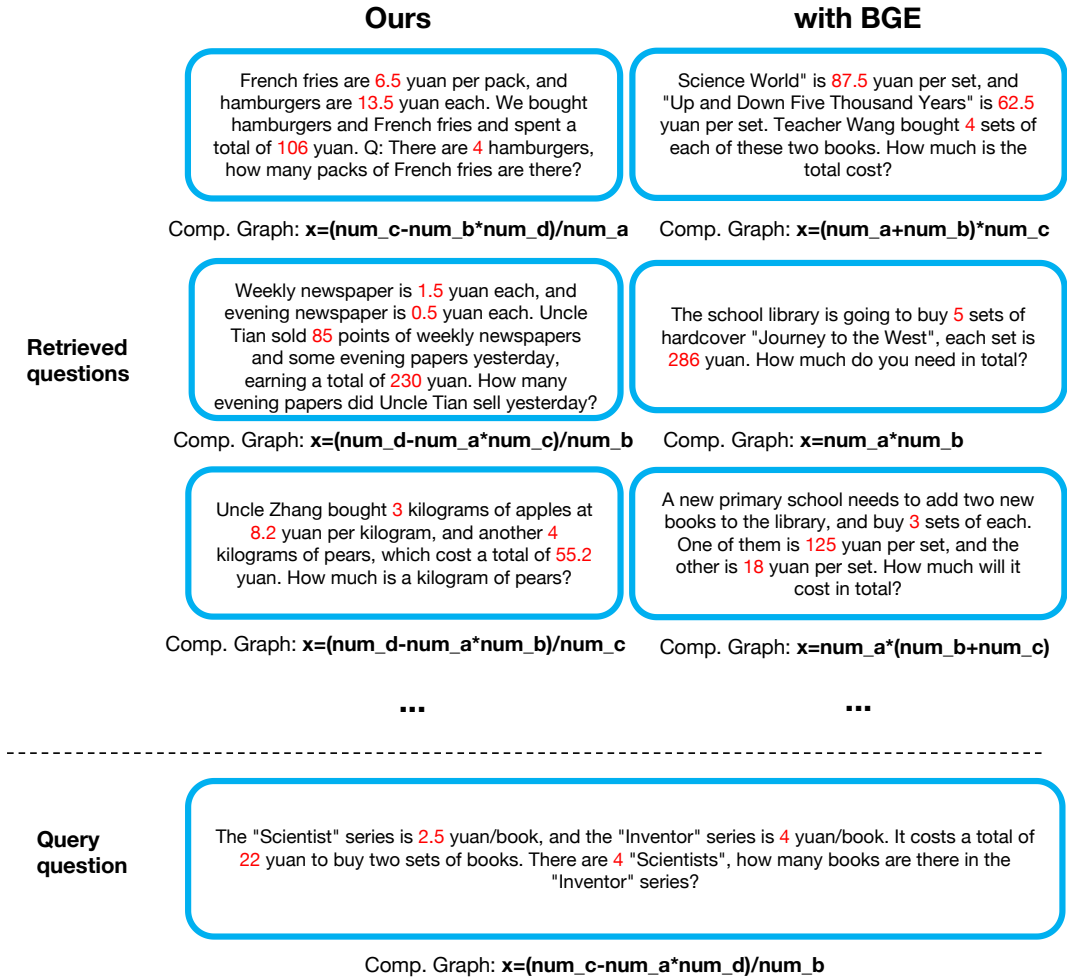 Ours
with BGE
French fries are 6.5 yuan per pack, and
hamburgers are 13.5 yuan each. We bought
hamburgers and French fries and spent a
total of 106 yuan. Q: There are 4 hamburgers,
how many packs of French fries are there?
Science World" is 87.5 yuan per set, and
"Up and Down Five Thousand Years" is 62.5
yuan per set. Teacher Wang bought 4 sets of
each of these two books. How much is the
total cost?
Comp. Graph: x=(num_c-num_b*num_d)/num_a
Comp. Graph: x=(num_a+num_b)*num_c
Retrieved
questions
Weekly newspaper is 1.5 yuan each, and
evening newspaper is 0.5 yuan each. Uncle
Tian sold 85 points of weekly newspapers
and some evening papers yesterday,
earning a total of 230 yuan. How many
evening papers did Uncle Tian sell yesterday?
The school library is going to buy 5 sets of
hardcover "Journey to the West", each set is
286 yuan. How much do you need in total?
Comp. Graph: x=(num_d-num_a*num_c)/num_b
Comp. Graph: x=num_a*num_b
Uncle Zhang bought 3 kilograms of apples at
8.2 yuan per kilogram, and another 4
kilograms of pears, which cost a total of 55.2
yuan. How much is a kilogram of pears?
A new primary school needs to add two new
books to the library, and buy 3 sets of each.
One of them is 125 yuan per set, and the
other is 18 yuan per set. How much will it
cost in total?
Comp. Graph: x=(num_d-num_a*num_b)/num_c
Comp. Graph: x=num_a*(num_b+num_c)
...
...
Query
question
The "Scientist" series is 2.5 yuan/book, and the "Inventor" series is 4 yuan/book. It costs a total of
22 yuan to buy two sets of books. There are 4 "Scientists", how many books are there in the
"Inventor" series?
Comp. Graph: x=(num_c-num_a*num_d)/num_b